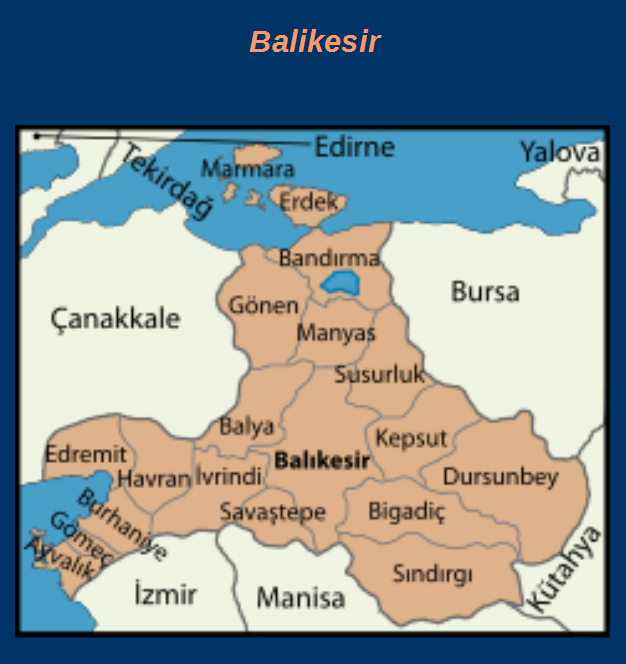 Balikesir
Edirne
Yalova
Tekirdağ
Marmara
Erdek
Bandırma
Bursa
Gönen
Çanakkale
Manyas
Susurluk
Balya
Kepsut
Edremit
Balıkesir
Havran
İvrindi
Dursunbey
Burhaniye
Savaştepe
Bigadiç
Gömeç
Ayvalık
Sındırgı
Kütahya
İzmir
Manisa